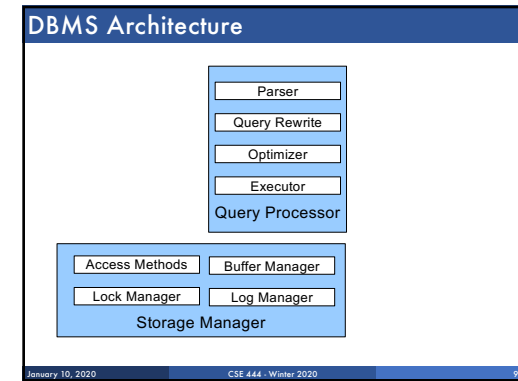 DBMS Architecture
Parser
Query Rewrite
Optimizer
Executor
Query Processor
Access Methods Buffer Manager
Lock Manager Log Manager
Storage Manager
January 10, 2020 CSE 444 - Winter 2020 9